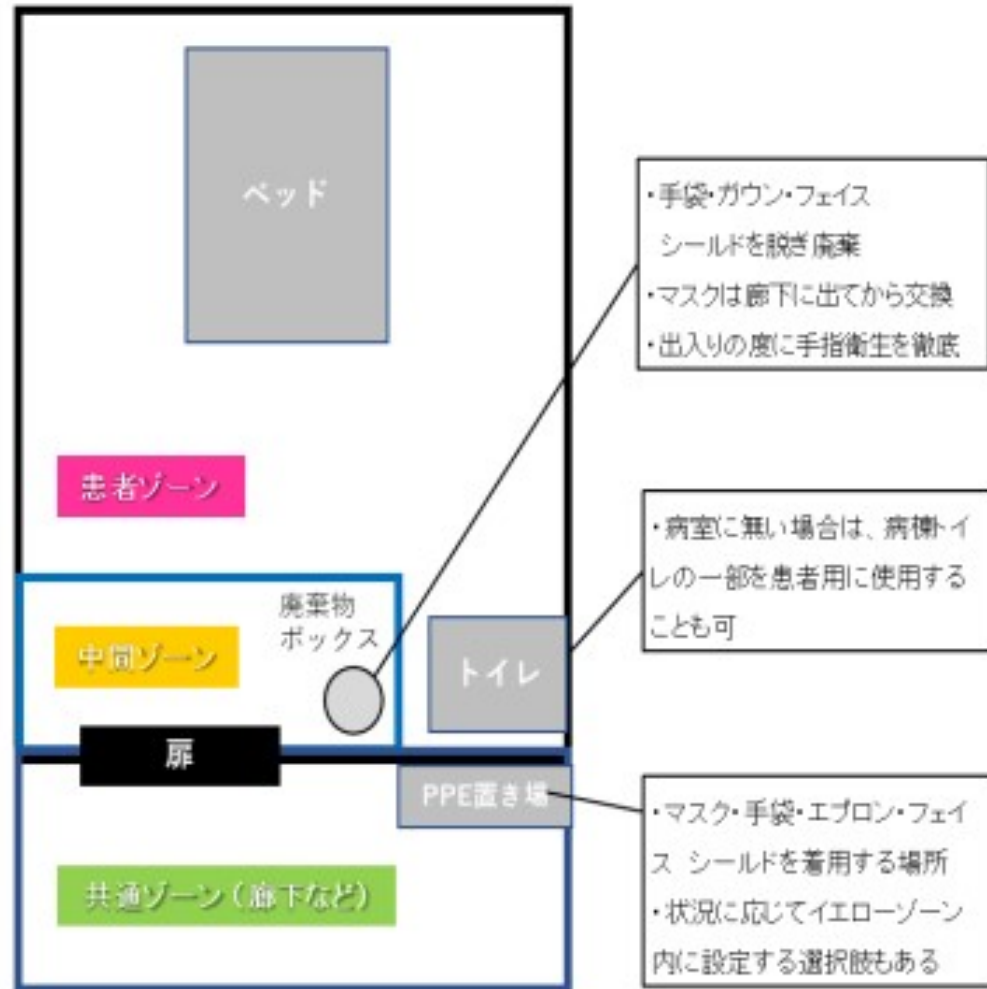 ベッド
・手袋・ガウン・フェイス
シールドを脱ぎ廃棄
・マスクは廊下に出てから交換
・出入りの度に手指衛生を徹底
患者ゾーン
・病室に無い場合は、病棟トイ
レの一部を患者用に使用する
ことも可
廃棄物
ボックス
中間ゾーン
トイレ
扉
PPE置き場
・マスク・手袋・エプロン・フェイ
ス シールドを着用する場所
・状況に応じてイエローゾーン
内に設定する選択肢もある
共通ゾーン(廊下など)